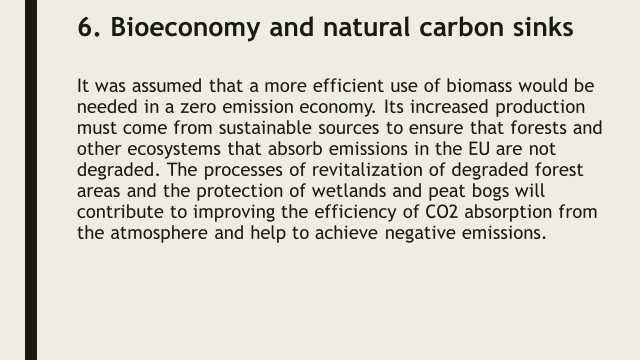 6. Bioeconomy and natural carbon sinks
It was assumed that a more efficient use of biomass would be
needed in a zero emission economy. Its increased production
must come from sustainable sources to ensure that forests and
other ecosystems that absorb emissions in the EU are not
degraded. The processes of revitalization of degraded forest
areas and the protection of wetlands and peat bogs will
contribute to improving the efficiency of CO2 absorption from
the atmosphere and help to achieve negative emissions.